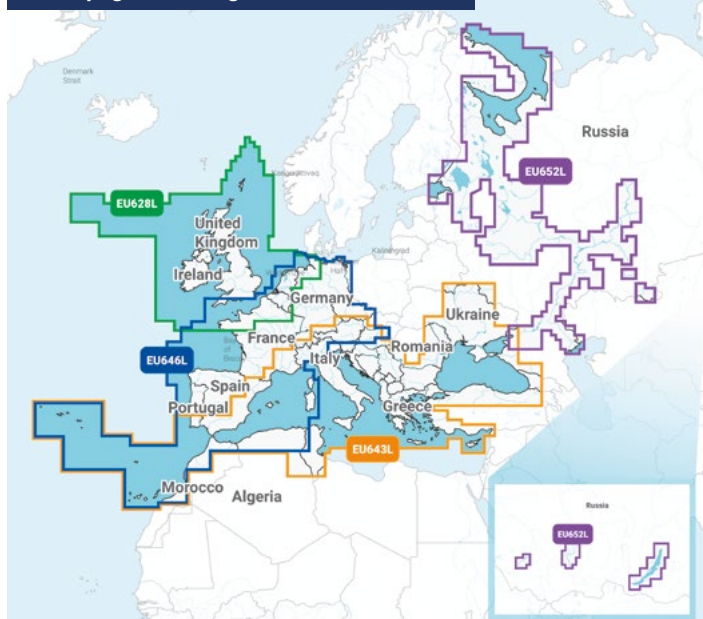 Denmark
Strait
Russia
EU652L
EU628L
United
Kingdom
Kaliningrad
Ireland
Germany
Ukraine
France
Romania
EU646L
Italy
Spain
Portugal
Greece
EU643L
Morocco
Algeria
Russia
EU652L